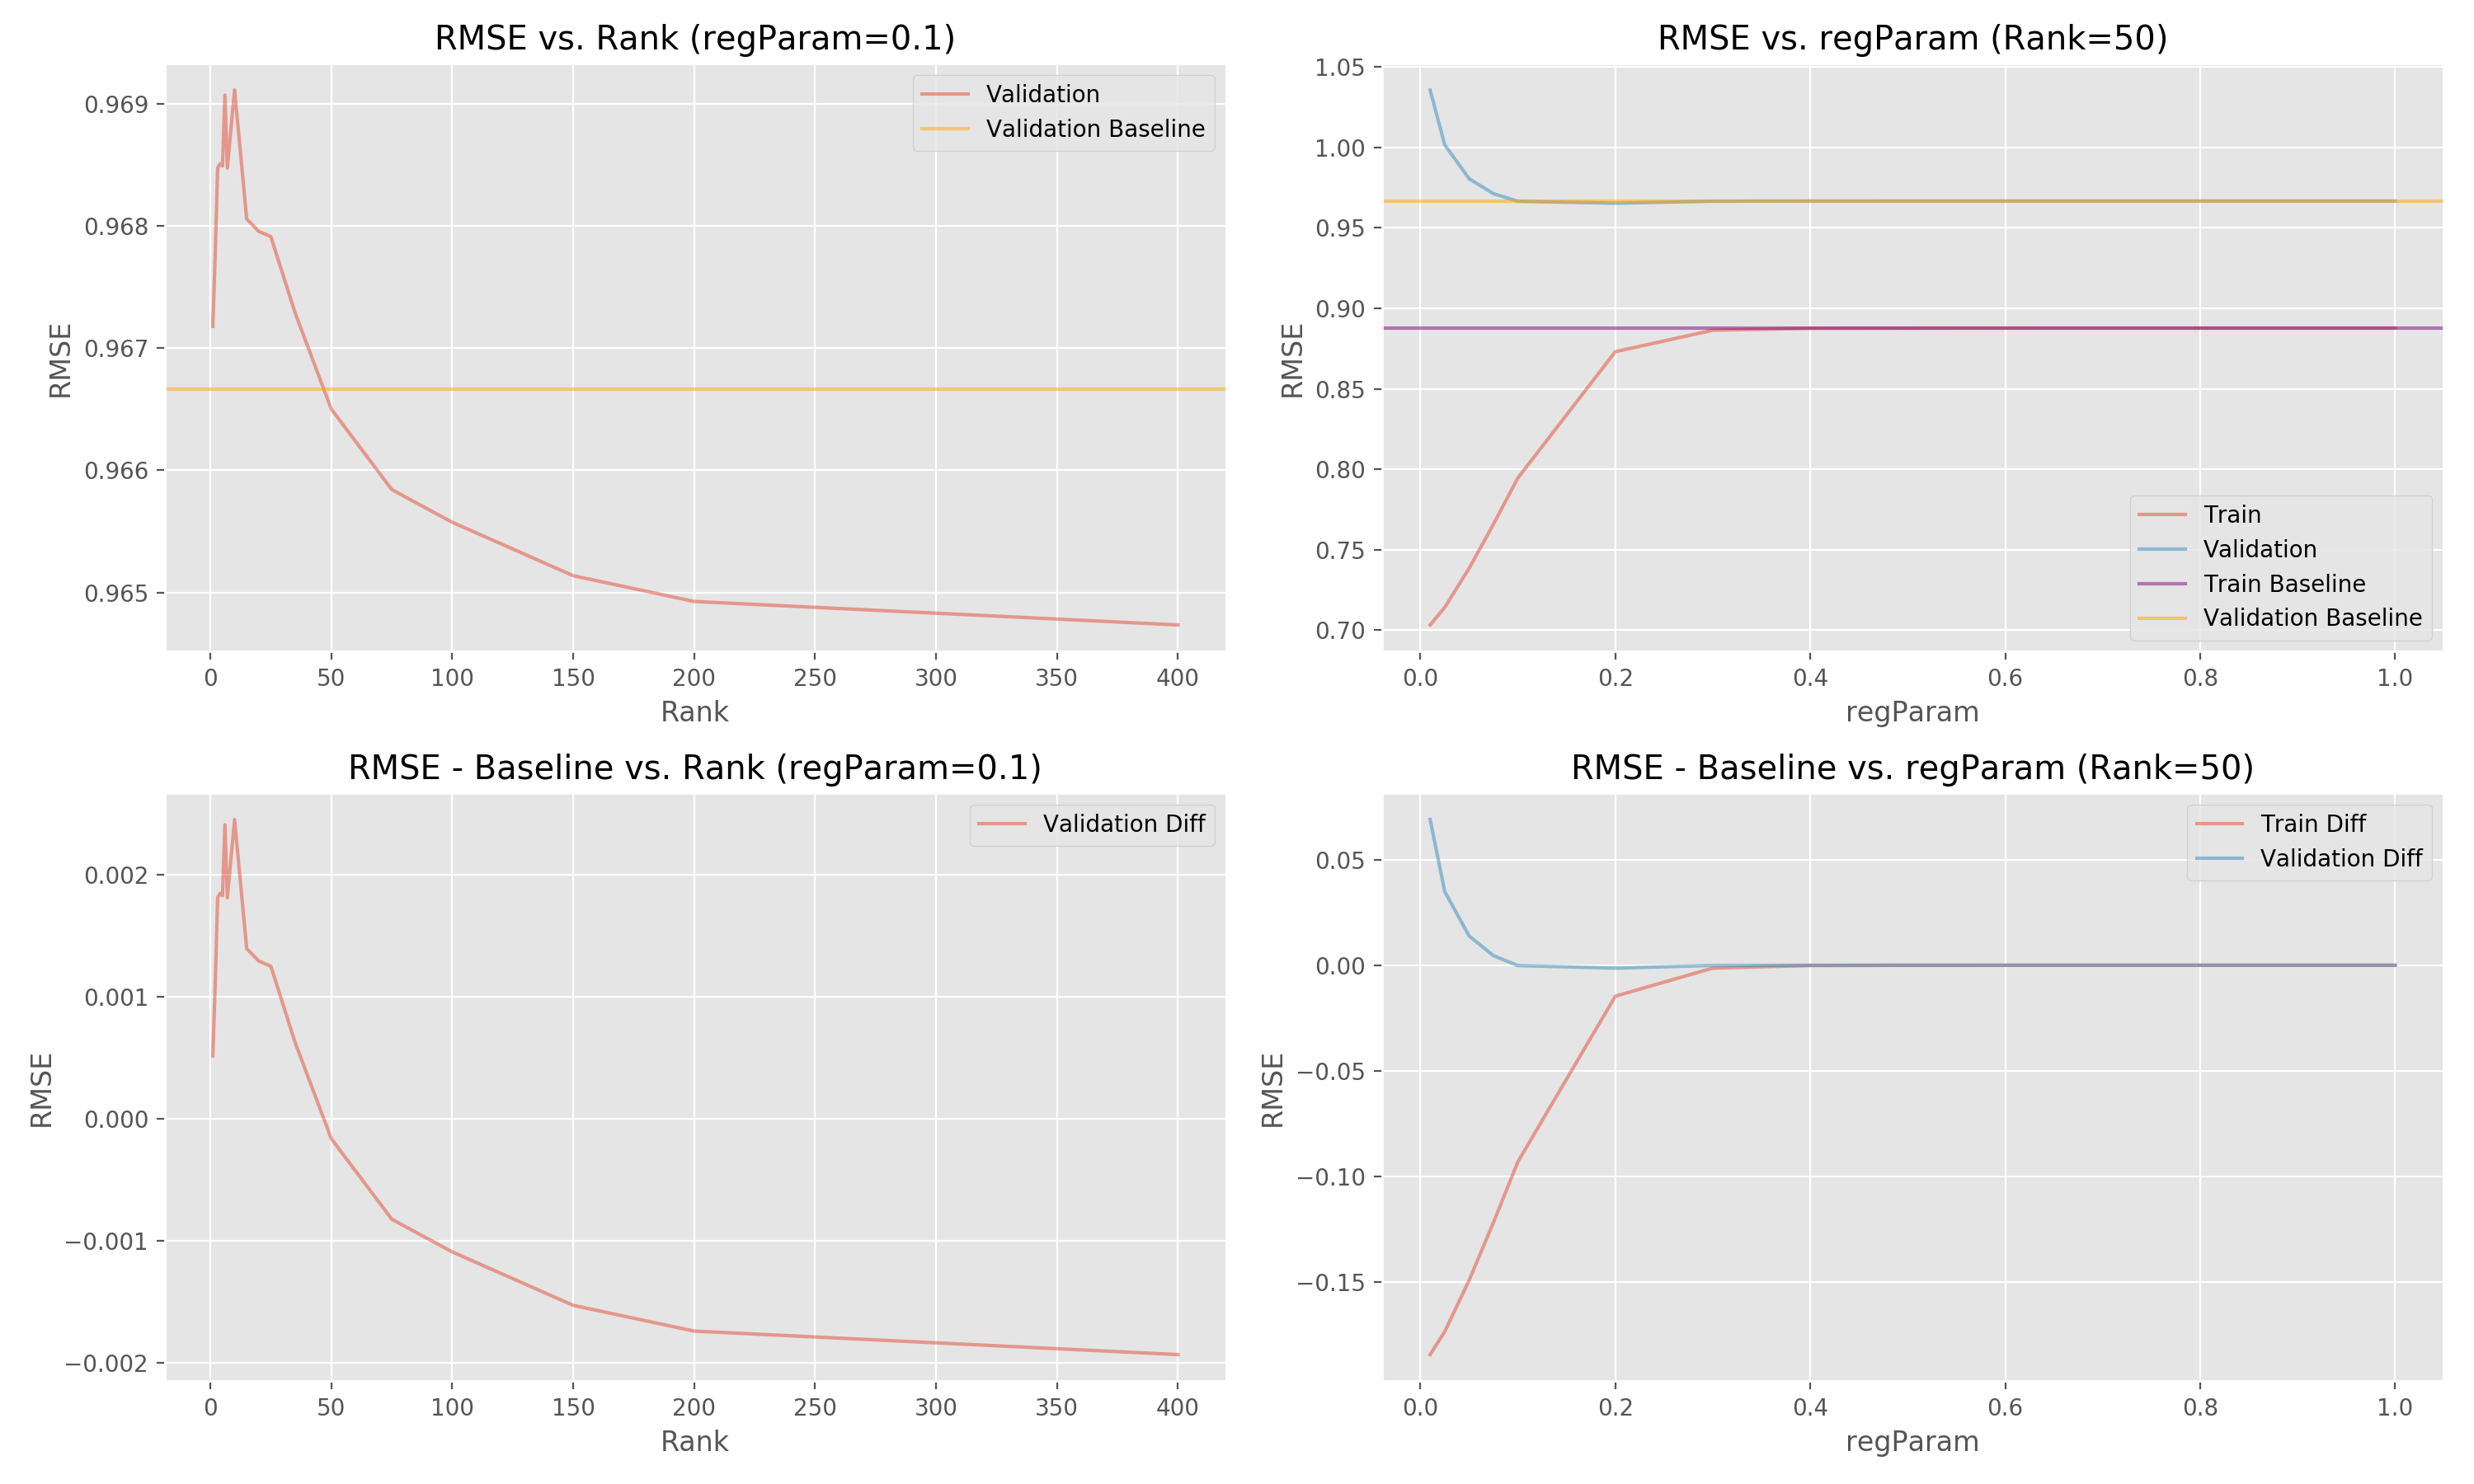 RMSE vs. Rank (regParam=0.1)
0.969
0.968
0.967
0.966
0.965
RMSE
Validation
Validation Baseline
0
50
100
150
200
250
300
350
400
Rank
RMSE vs. regParam (Rank=50)
1.05
1.00
0.95
0.90
0.85
0.80
0.75
0.70
RMSE
Train
Validation
Train Baseline
Validation Baseline
0.0
0.2
0.4
0.6
0.8
1.0
regParam
RMSE - Baseline vs. Rank (regParam=0.1)
0.002
0.001
0.000
−0.001
−0.002
RMSE
Validation Diff
0
50
100
150
200
250
300
350
400
Rank
RMSE - Baseline vs. regParam (Rank=50)
0.05
0.00
−0.05
−0.10
−0.15
RMSE
Train Diff
Validation Diff
0.0
0.2
0.4
0.6
0.8
1.0
regParam